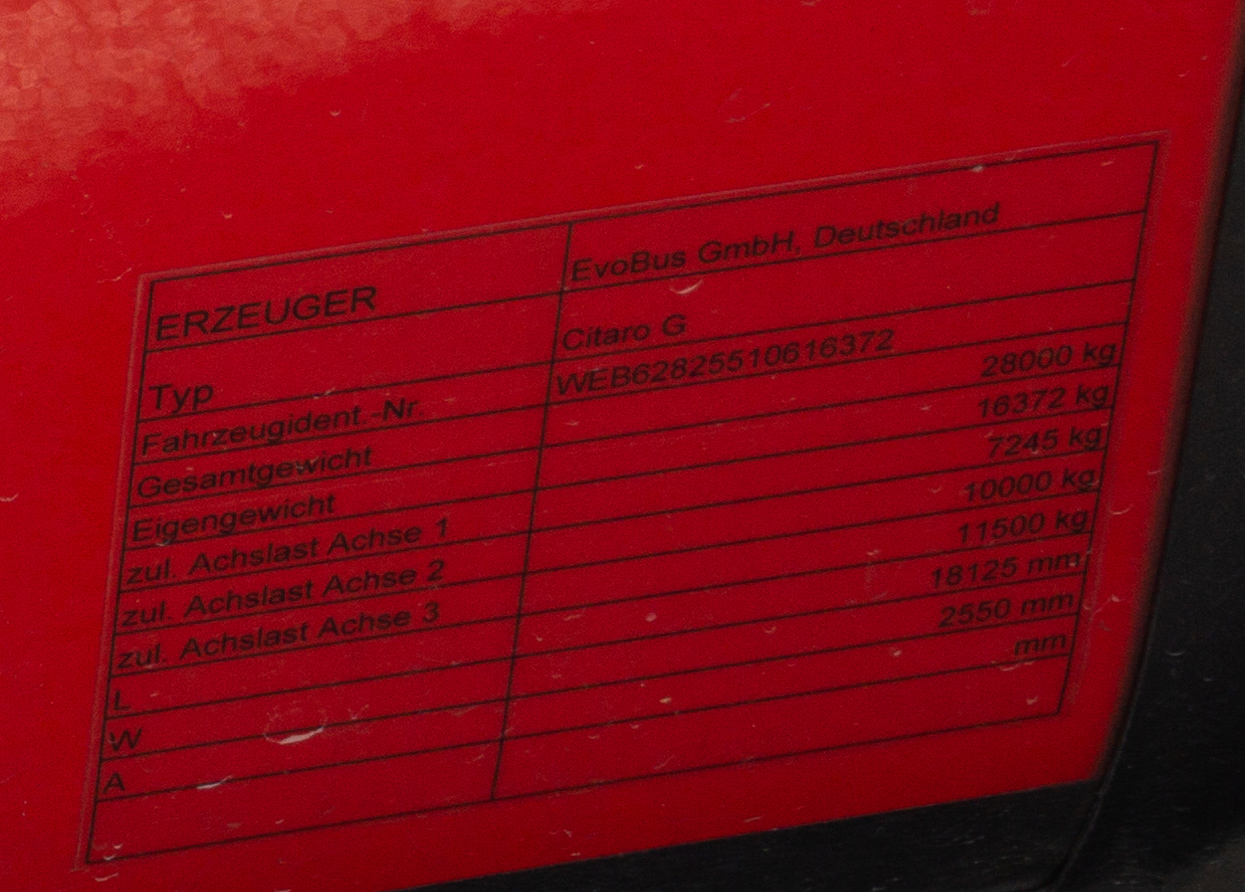 ERZEUGER EvoBus GmbH, Deutschland
Typ Citaro G
Fahrzeugident.-Nr. WEB62825510616372
Gesamtgewicht 28000 kg
Eigengewicht 16372 kg
zul. Achslast Achse 1 7245 kg
zul. Achslast Achse 2 10000 kg
zul. Achslast Achse 3 11500 kg
L 18125 mm
W 2550 mm
A mm